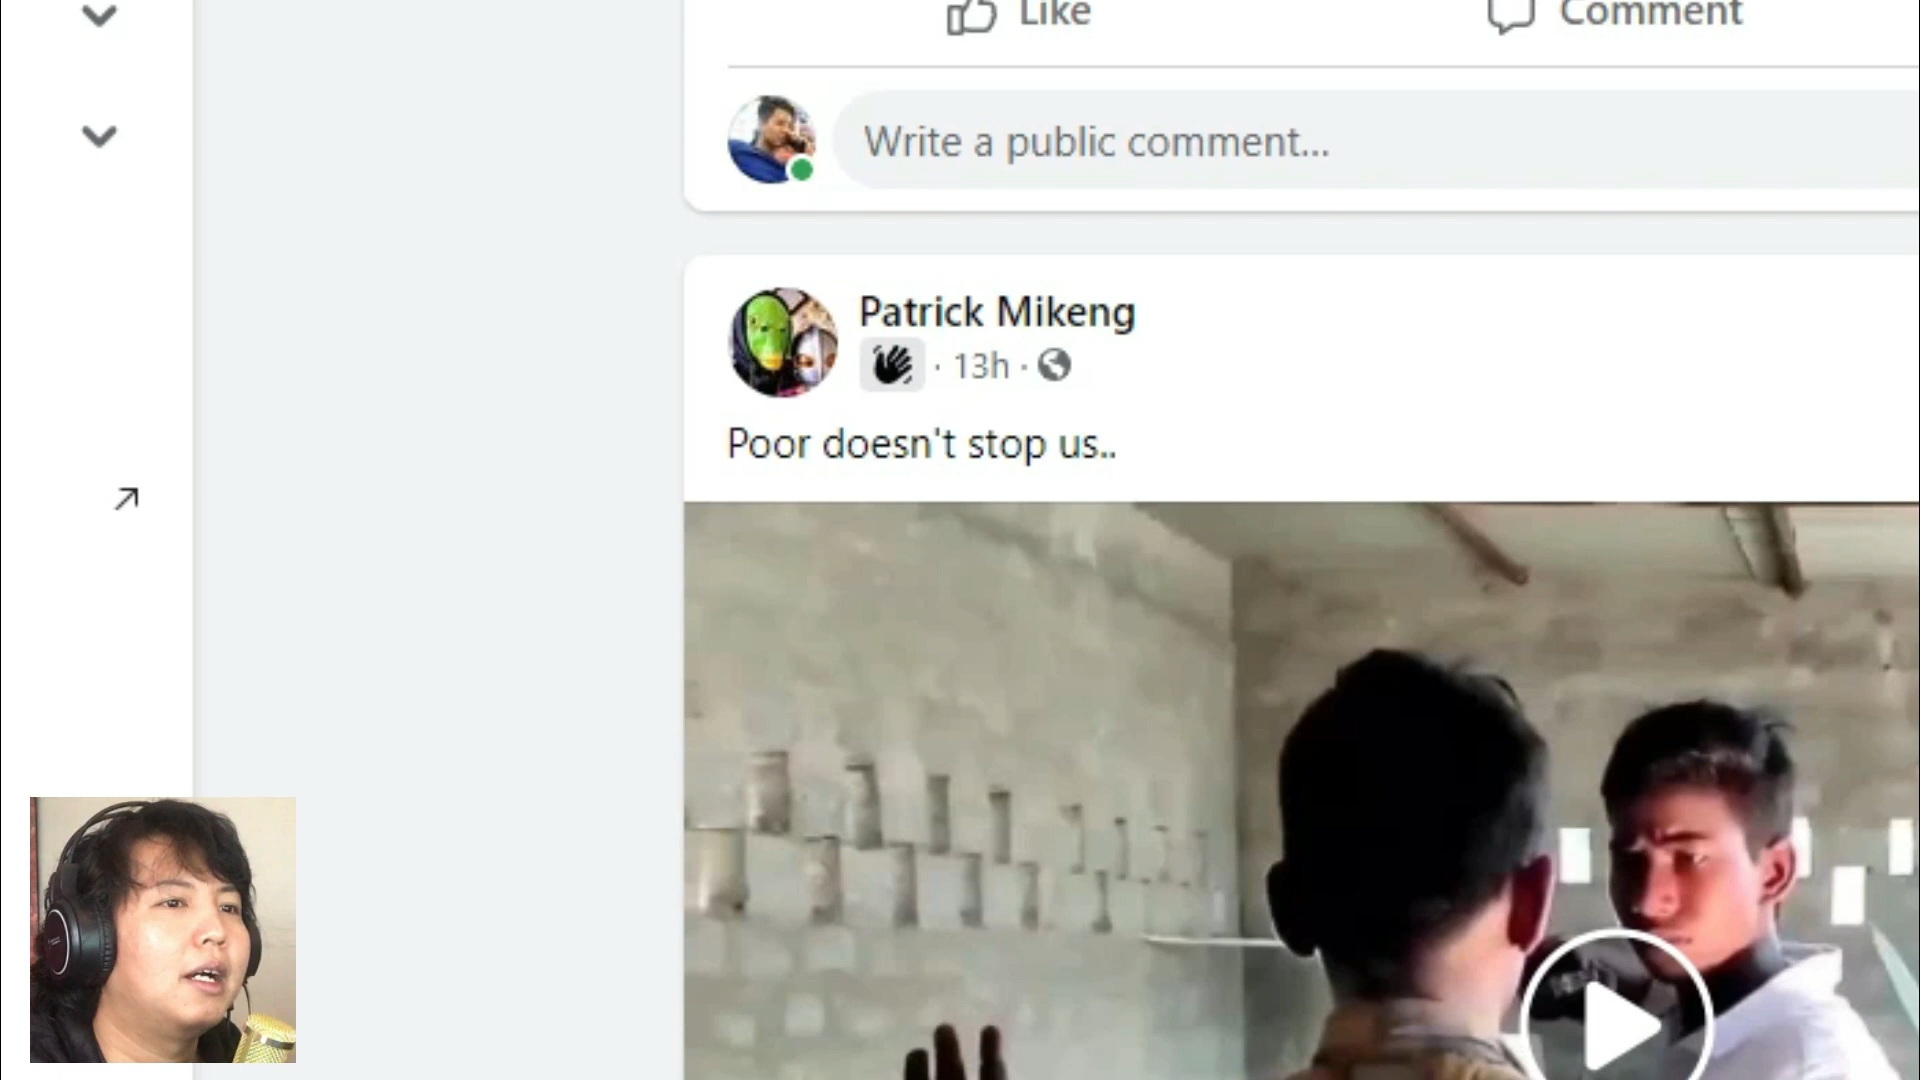 Like
Comment
Write a public comment...
Patrick Mikeng
· 13h ·
Poor doesn't stop us..